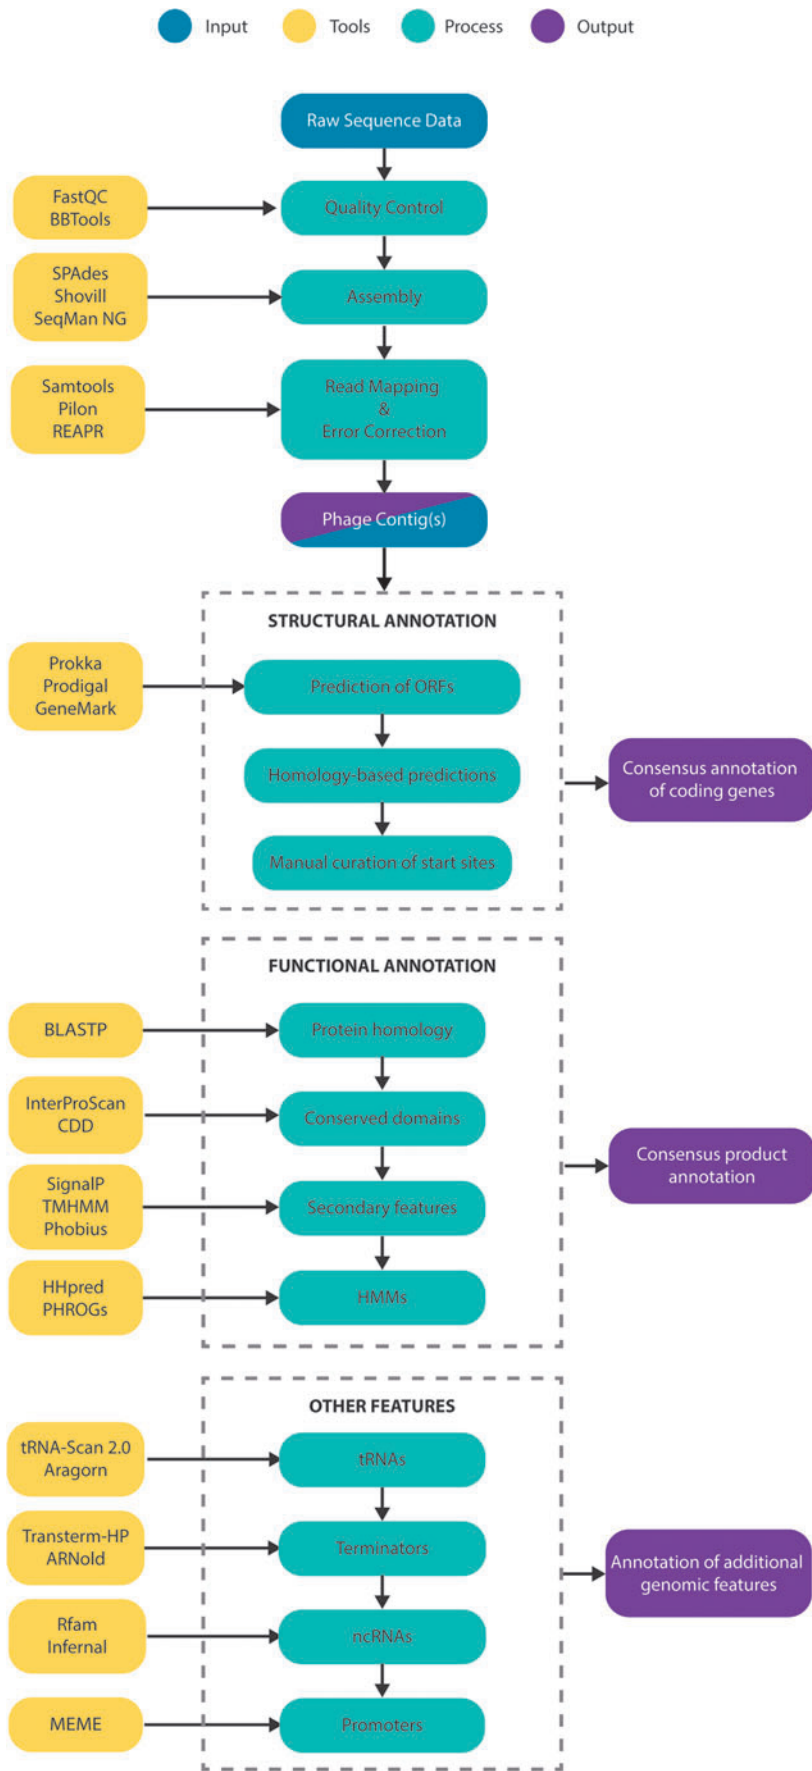 Input
Tools
Process
Output
Raw Sequence Data
FastQC
BBTools
Quality Control
SPAdes
Shovill
SeqMan NG
Assembly
Samtools
Pilon
REAPR
Read Mapping
&
Error Correction
Phage Contig(s)
STRUCTURAL ANNOTATION
Prokka
Prodigal
GeneMark
Prediction of ORFs
Homology-based predictions
Manual curation of start sites
Consensus annotation
of coding genes
FUNCTIONAL ANNOTATION
BLASTP
Protein homology
InterProScan
CDD
Conserved domains
SignalP
TMHMM
Phobius
Secondary features
HHpred
PHROGs
HMMs
Consensus product
annotation
OTHER FEATURES
tRNA-Scan 2.0
Aragorn
tRNAs
Transterm-HP
ARNold
Terminators
Rfam
Infernal
ncRNAs
MEME
Promoters
Annotation of additional
genomic features